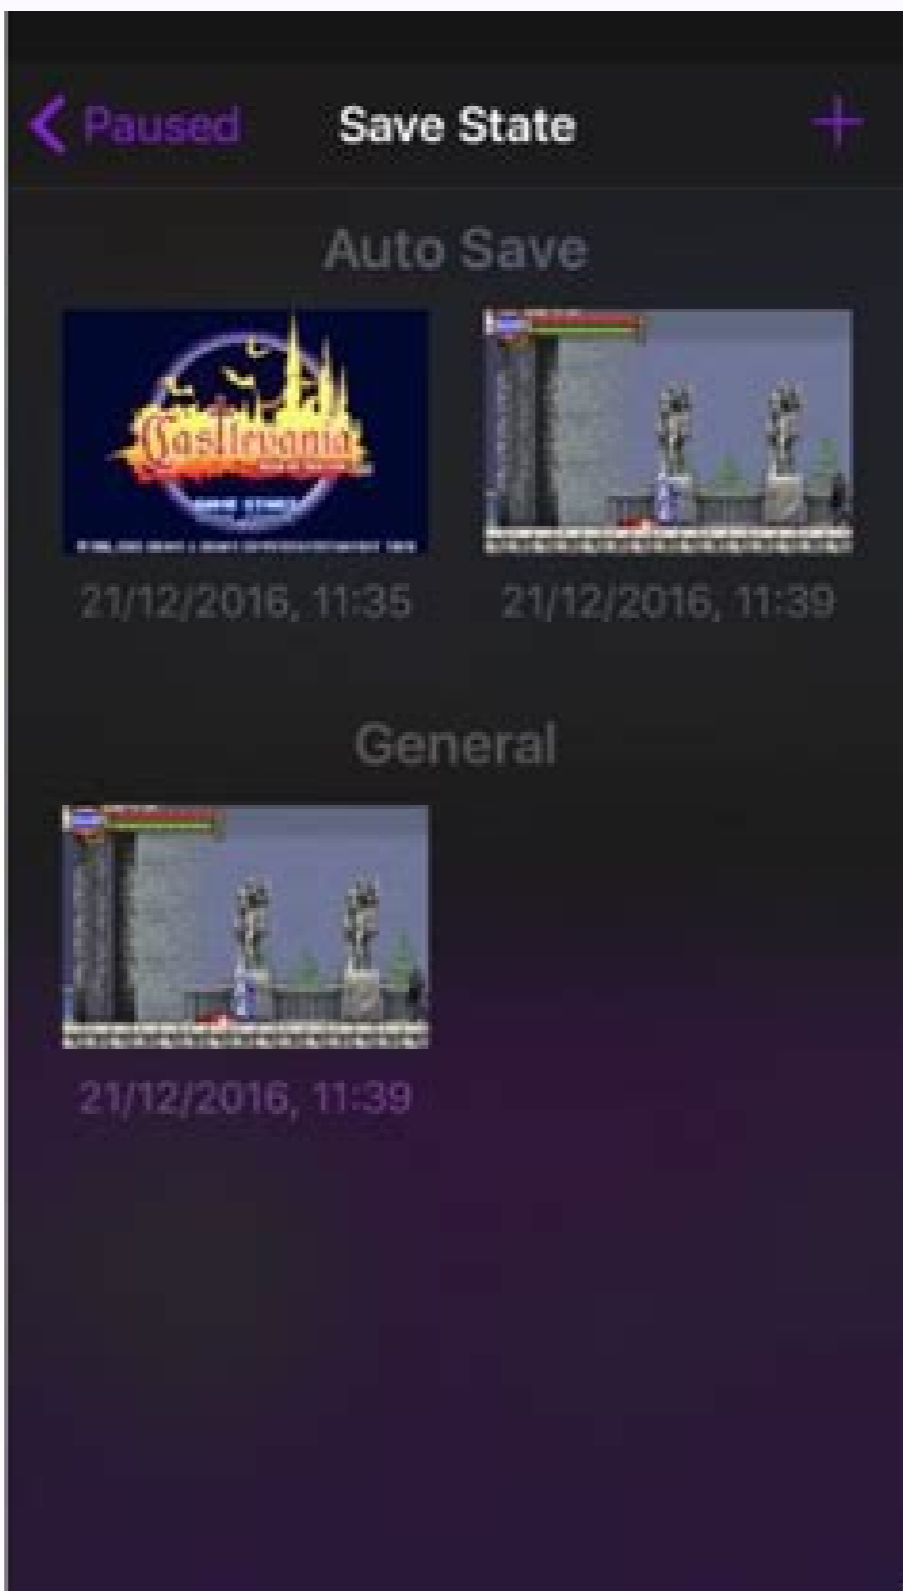 Paused
Save State
+
Auto Save
Castlevania
21/12/2016, 11:35
21/12/2016, 11:39
General
21/12/2016, 11:39